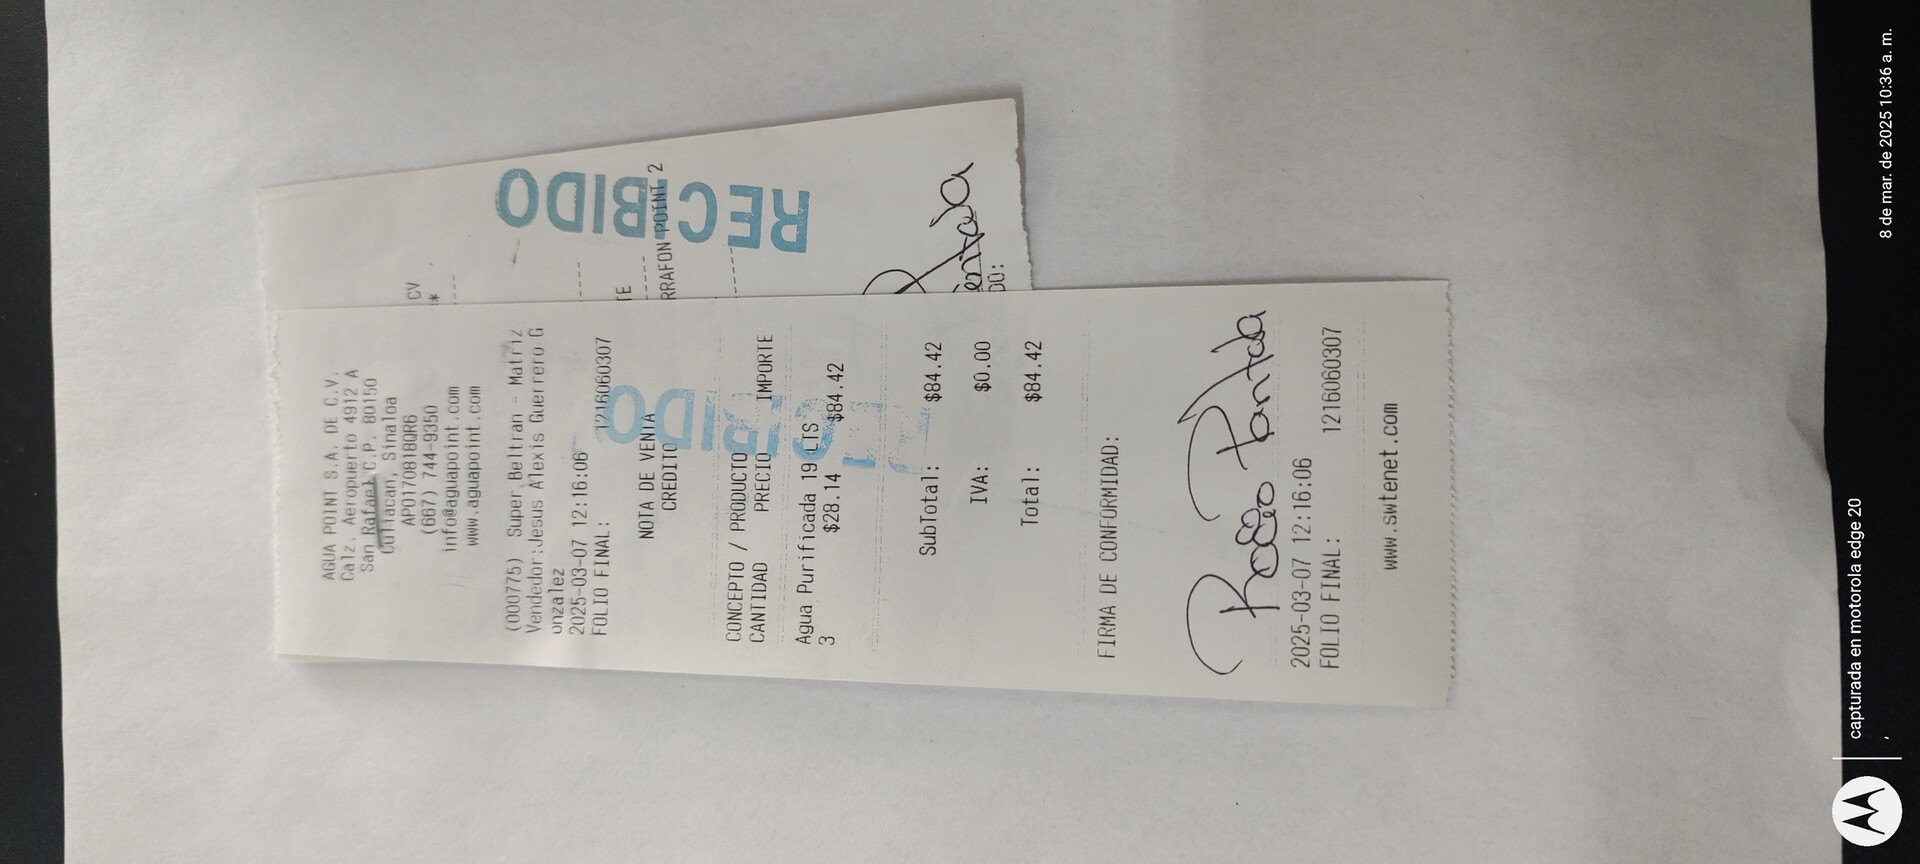 AGUA POINT S.A. DE C.V.
Calz. Aeropuerto 4912 A
San Rafael C.P. 80150
Culiacan, Sinaloa
APO170818QR6
(667) 744-9350
info@aguapoint.com
www.aguapoint.com
(000775) Super Beltran - Matriz
Vendedor:Jesus Alexis Guerrero G
onzalez
2025-03-07 12:16:06
FOLIO FINAL: 1216060307
NOTA DE VENTA
CREDITO
CONCEPTO / PRODUCTO
CANTIDAD PRECIO IMPORTE
Agua Purificada 19 LTS
3 $28.14 $84.42
SubTotal: $84.42
IVA: $0.00
Total: $84.42
FIRMA DE CONFORMIDAD:
2025-03-07 12:16:06
FOLIO FINAL: 1216060307
www.swtenet.com
CV
*
TE
RRAFON POINT 2
RECIBIDO
DO:
capturada en motorola edge 20
8 de mar. de 2025 10:36 a. m.